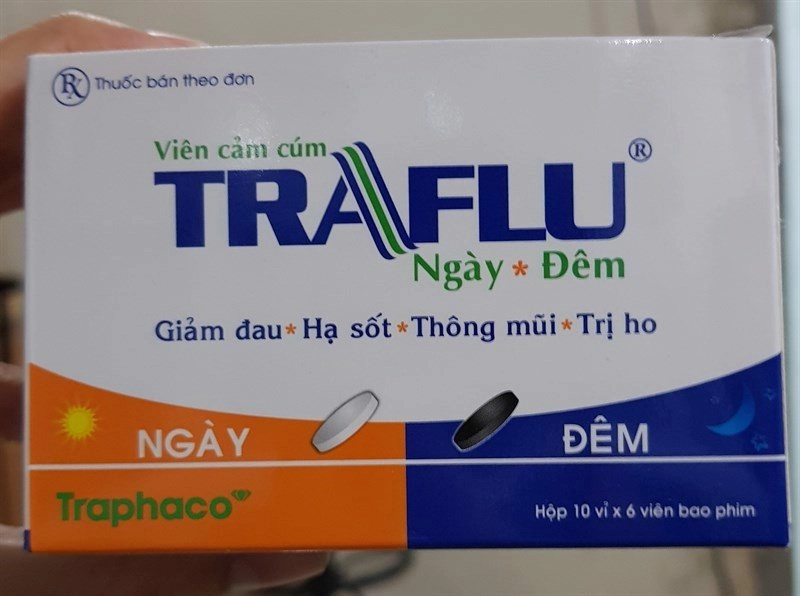 Rx Thuốc bán theo đơn
Viên cảm cúm
TRAFLU®
Ngày * Đêm
Giảm đau * Hạ sốt * Thông mũi * Trị ho
NGÀY ĐÊM
Traphaco
Hộp 10 vỉ x 6 viên bao phim